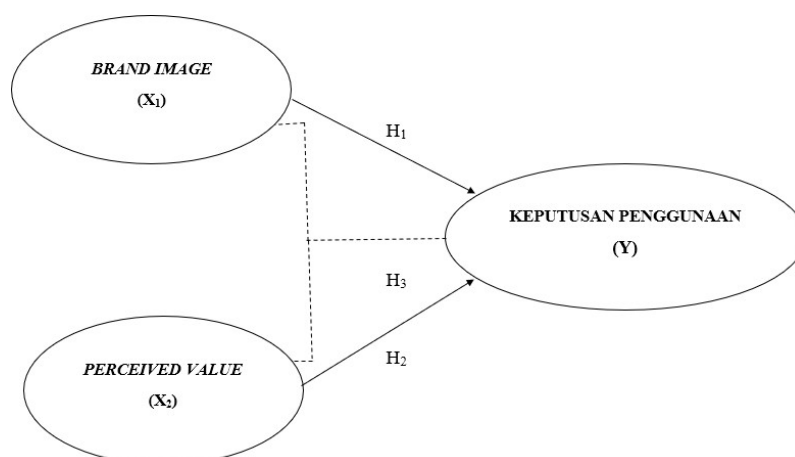 BRAND IMAGE
(X₁)
H₁
KEPUTUSAN PENGGUNAAN
(Y)
H₃
H₂
PERCEIVED VALUE
(X₂)